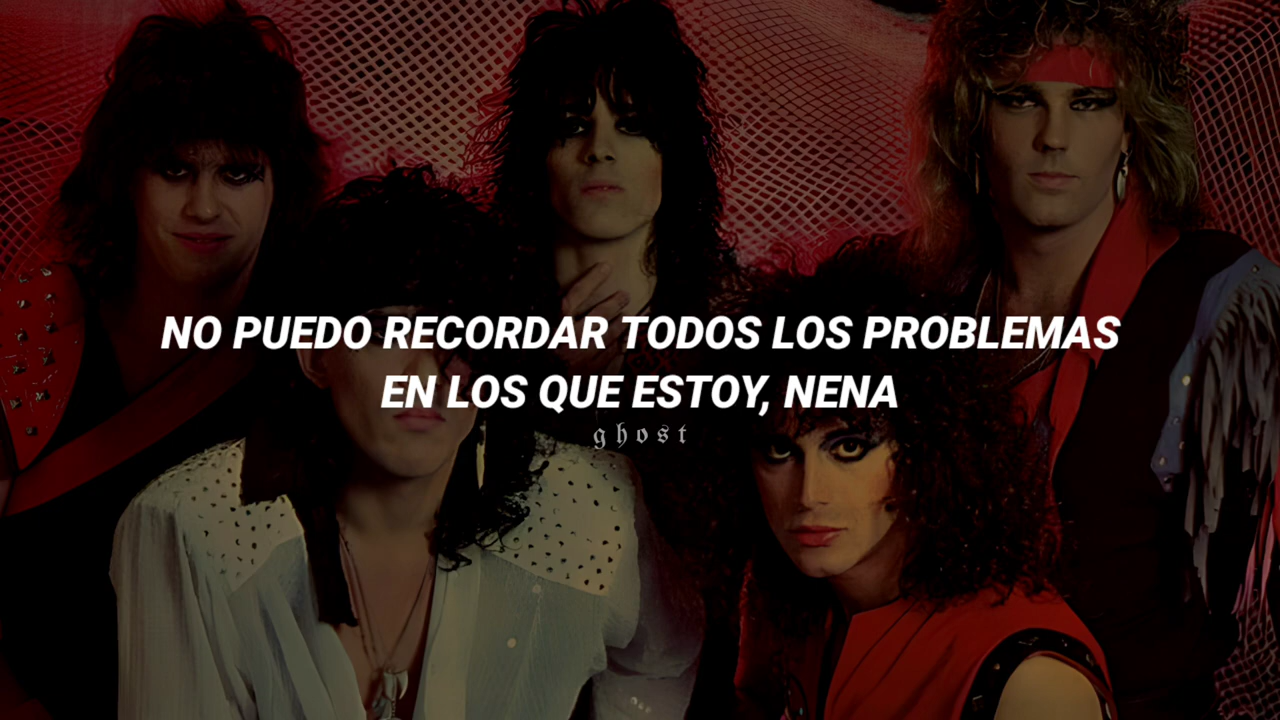 NO PUEDO RECORDAR TODOS LOS PROBLEMAS
EN LOS QUE ESTOY, NENA
ghost